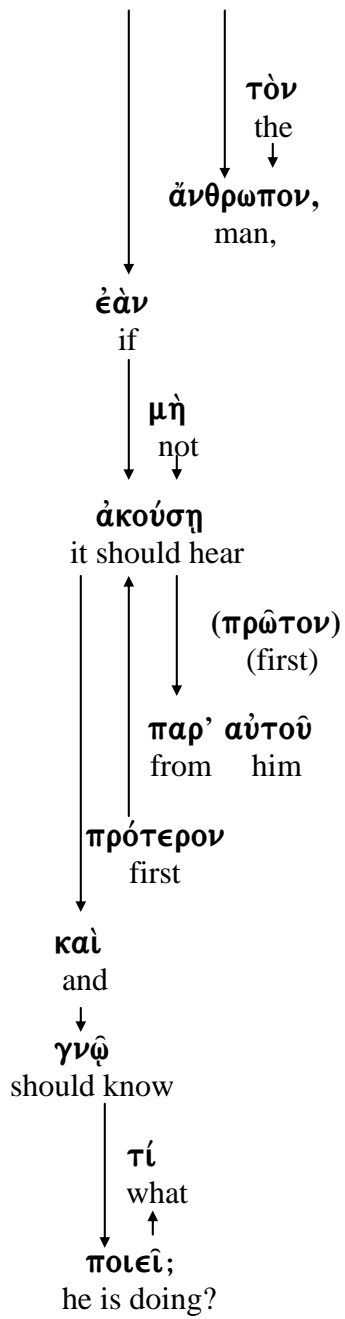 τὸν
the
ἄνθρωπον,
man,
ἐὰν
if
μὴ
not
ἀκούσῃ
it should hear
(πρῶτον)
(first)
παρ’ αὐτοῦ
from him
πρότερον
first
καὶ
and
γνῷ
should know
τί
what
ποιεῖ;
he is doing?